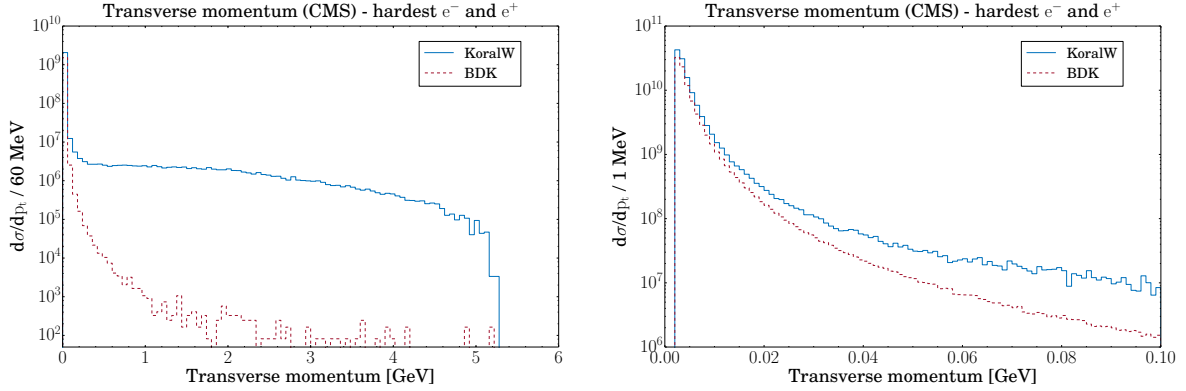 Transverse momentum (CMS) - hardest e⁻ and e⁺
10¹⁰
10⁹
10⁸
10⁷
10⁶
10⁵
10⁴
10³
10²
dσ/dpₜ / 60 MeV
KoralW
BDK
0 1 2 3 4 5 6
Transverse momentum [GeV]
Transverse momentum (CMS) - hardest e⁻ and e⁺
10¹¹
10¹⁰
10⁹
10⁸
10⁷
10⁶
dσ/dpₜ / 1 MeV
KoralW
BDK
0.00 0.02 0.04 0.06 0.08 0.10
Transverse momentum [GeV]